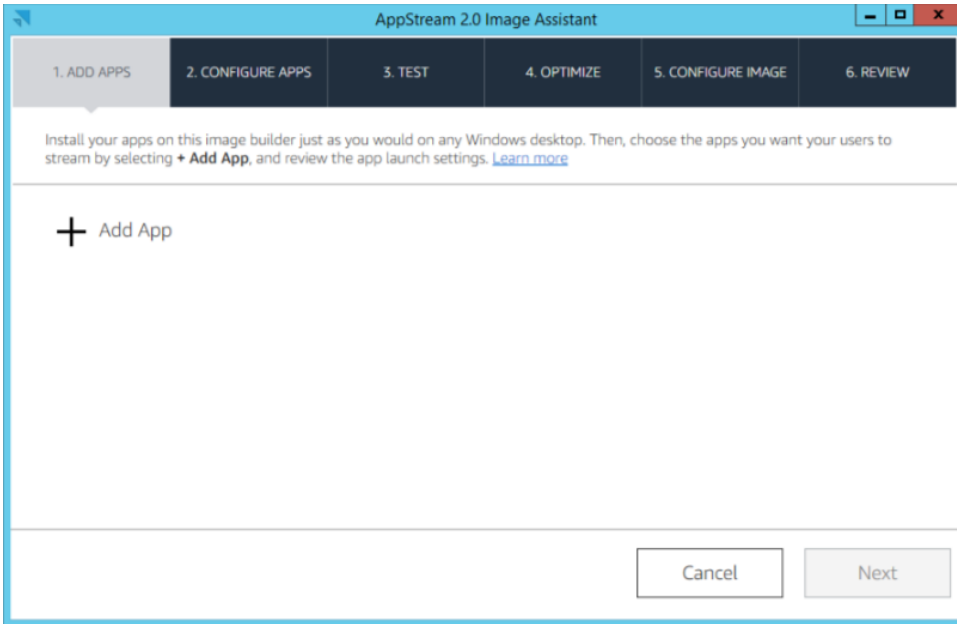 AppStream 2.0 Image Assistant
1. ADD APPS
2. CONFIGURE APPS
3. TEST
4. OPTIMIZE
5. CONFIGURE IMAGE
6. REVIEW
Install your apps on this image builder just as you would on any Windows desktop. Then, choose the apps you want your users to
stream by selecting + Add App, and review the app launch settings. Learn more
Add App
Cancel
Next